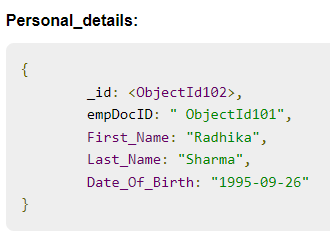 Personal_details:
{
_id: <ObjectId102>,
empDocID: " ObjectId101",
First_Name: "Radhika",
Last_Name: "Sharma",
Date_Of_Birth: "1995-09-26"
}